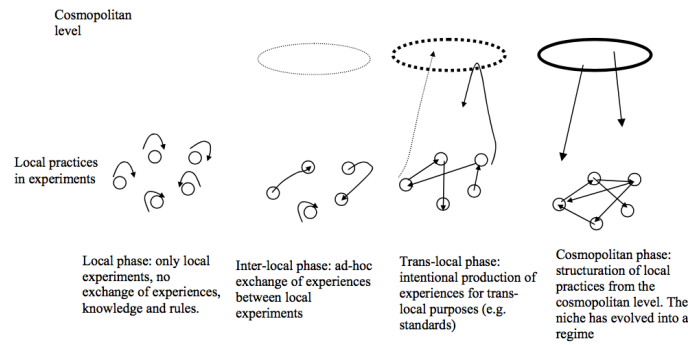 Cosmopolitan
level
Local practices
in experiments
Local phase: only local
experiments, no
exchange of experiences,
knowledge and rules.
Inter-local phase: ad-hoc
exchange of experiences
between local
experiments
Trans-local phase:
intentional production of
experiences for trans-
local purposes (e.g.
standards)
Cosmopolitan phase:
structuration of local
practices from the
cosmopolitan level. The
niche has evolved into a
regime